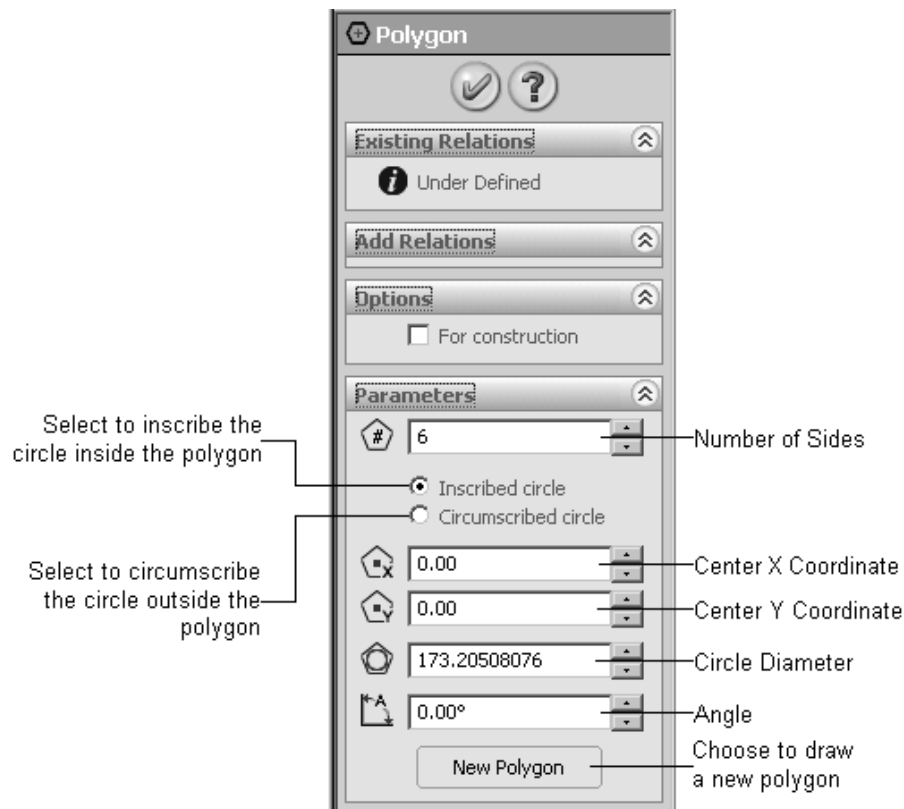 Polygon
Existing Relations
Under Defined
Add Relations
Options
For construction
Parameters
Select to inscribe the
circle inside the polygon
#
6
Number of Sides
Inscribed circle
Circumscribed circle
Select to circumscribe
the circle outside the
polygon
X
0.00
Center X Coordinate
Y
0.00
Center Y Coordinate
173.20508076
Circle Diameter
A
0.00°
Angle
New Polygon
Choose to draw
a new polygon